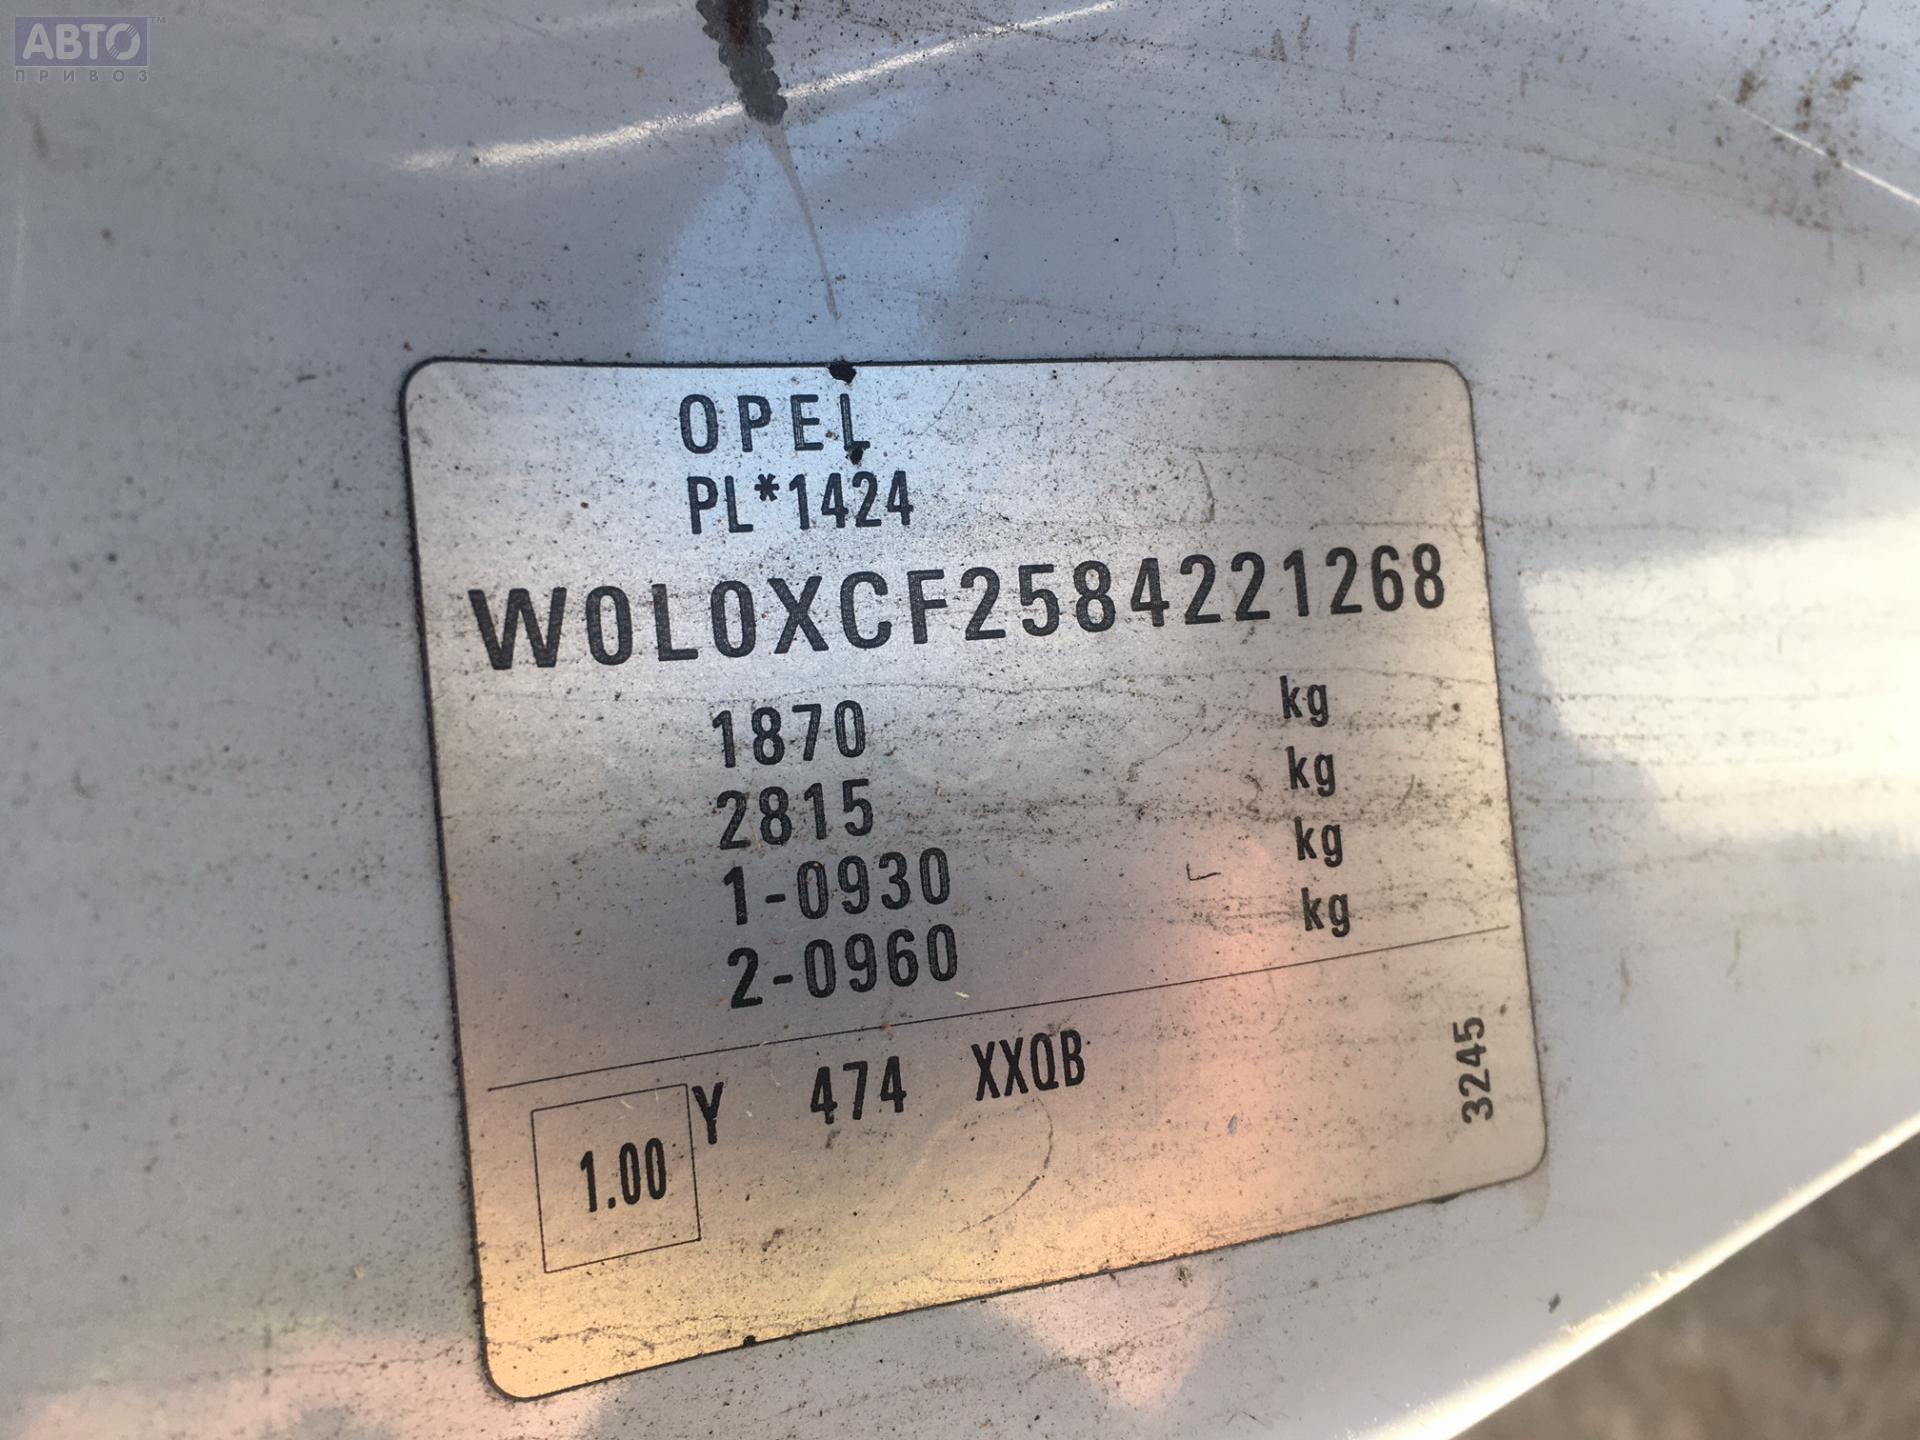 АВТО™
ПРИВОЗ
OPEL
PL*1424
W0L0XCF2584221268
1870 kg
2815 kg
1-0930 kg
2-0960 kg
1.00 Y 474 XXQB
3245